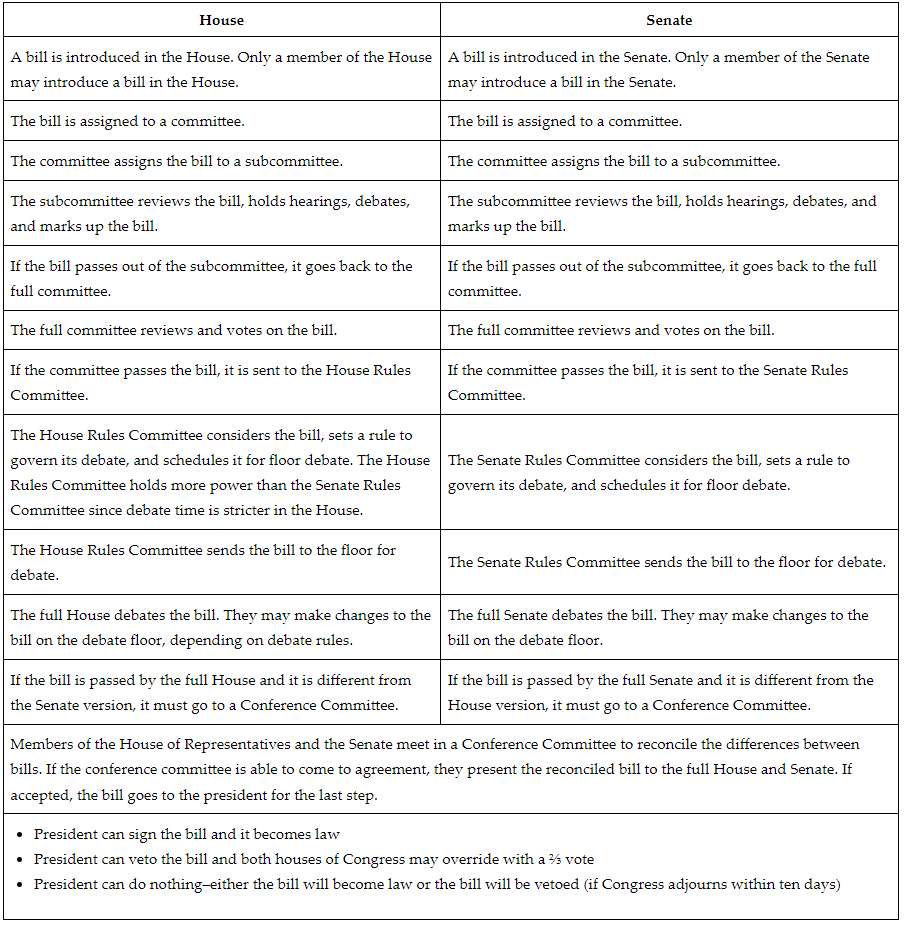 House
Senate
A bill is introduced in the House. Only a member of the House
may introduce a bill in the House.
A bill is introduced in the Senate. Only a member of the Senate
may introduce a bill in the Senate.
The bill is assigned to a committee.
The bill is assigned to a committee.
The committee assigns the bill to a subcommittee.
The committee assigns the bill to a subcommittee.
The subcommittee reviews the bill, holds hearings, debates,
and marks up the bill.
The subcommittee reviews the bill, holds hearings, debates, and
marks up the bill.
If the bill passes out of the subcommittee, it goes back to the
full committee.
If the bill passes out of the subcommittee, it goes back to the full
committee.
The full committee reviews and votes on the bill.
The full committee reviews and votes on the bill.
If the committee passes the bill, it is sent to the House Rules
Committee.
If the committee passes the bill, it is sent to the Senate Rules
Committee.
The House Rules Committee considers the bill, sets a rule to
govern its debate, and schedules it for floor debate. The House
Rules Committee holds more power than the Senate Rules
Committee since debate time is stricter in the House.
The Senate Rules Committee considers the bill, sets a rule to
govern its debate, and schedules it for floor debate.
The House Rules Committee sends the bill to the floor for
debate.
The Senate Rules Committee sends the bill to the floor for debate.
The full House debates the bill. They may make changes to the
bill on the debate floor, depending on debate rules.
The full Senate debates the bill. They may make changes to the
bill on the debate floor.
If the bill is passed by the full House and it is different from
the Senate version, it must go to a Conference Committee.
If the bill is passed by the full Senate and it is different from the
House version, it must go to a Conference Committee.
Members of the House of Representatives and the Senate meet in a Conference Committee to reconcile the differences between
bills. If the conference committee is able to come to agreement, they present the reconciled bill to the full House and Senate. If
accepted, the bill goes to the president for the last step.
• President can sign the bill and it becomes law
• President can veto the bill and both houses of Congress may override with a ⅔ vote
• President can do nothing–either the bill will become law or the bill will be vetoed (if Congress adjourns within ten days)